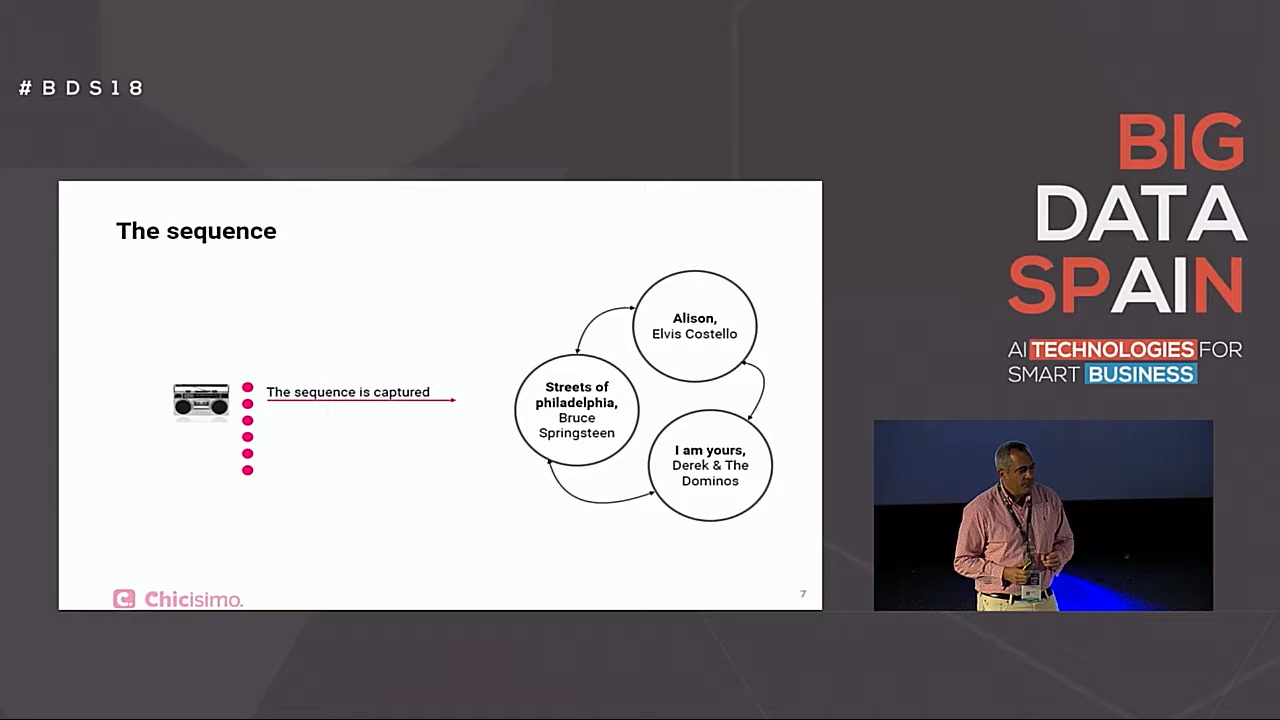 #BDS18
BIG
DATA
SPAIN
AI TECHNOLOGIES FOR
SMART BUSINESS
The sequence
The sequence is captured
Alison,
Elvis Costello
Streets of
philadelphia,
Bruce
Springsteen
I am yours,
Derek & The
Dominos
C. Chicisimo.
7